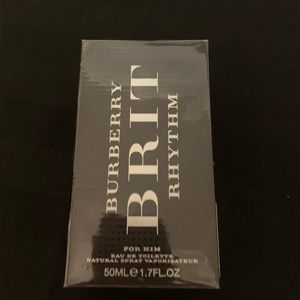 BURBERRY
BRIT
RHYTHM
FOR HIM
EAU DE TOILETTE
NATURAL SPRAY VAPORISATEUR
50ML ℮ 1.7FL.OZ